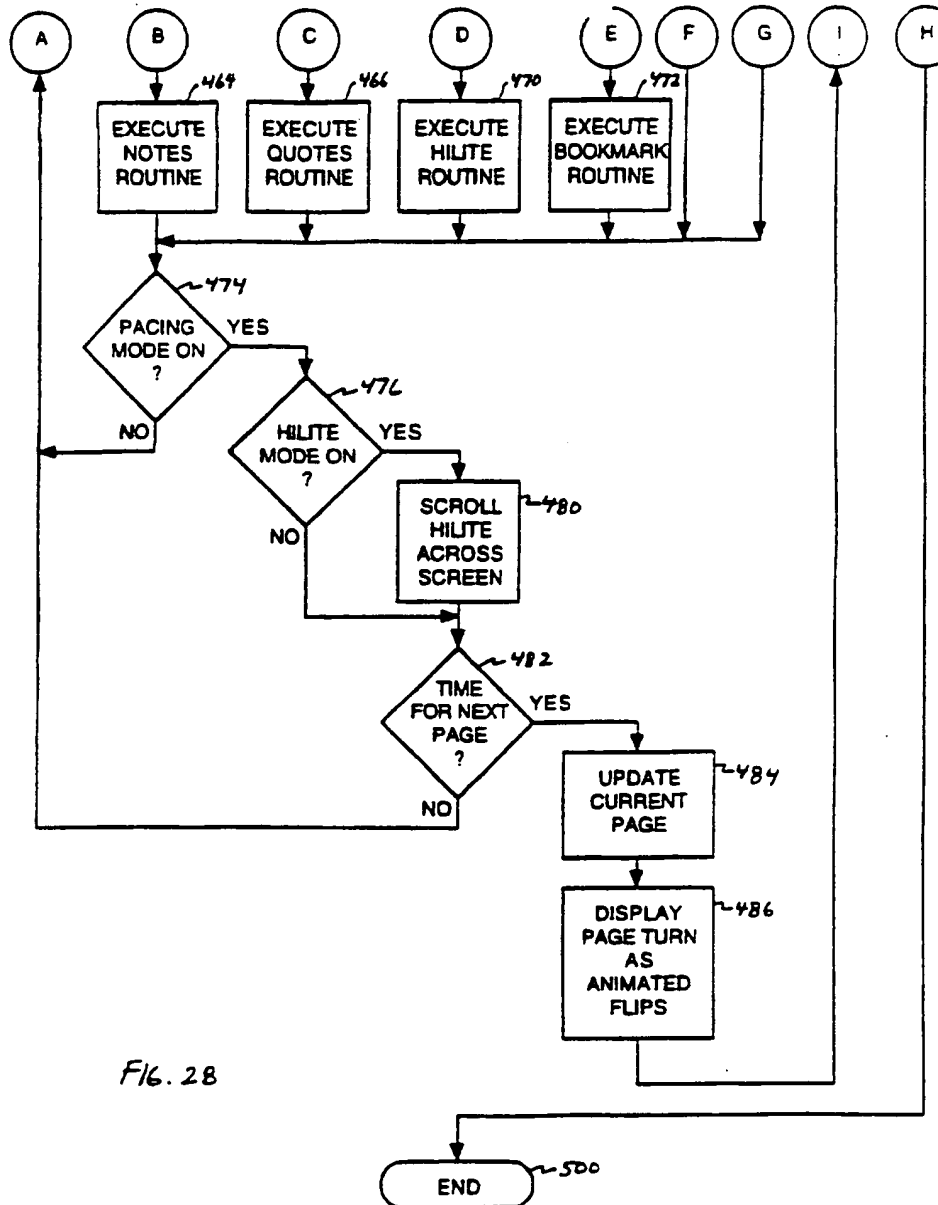 A B C D E F G I H
464 466 470 472
EXECUTE
NOTES
ROUTINE
EXECUTE
QUOTES
ROUTINE
EXECUTE
HILITE
ROUTINE
EXECUTE
BOOKMARK
ROUTINE
474
PACING
MODE ON
?
YES
NO
476
HILITE
MODE ON
?
YES
NO
480
SCROLL
HILITE
ACROSS
SCREEN
482
TIME
FOR NEXT
PAGE
?
YES
NO
484
UPDATE
CURRENT
PAGE
486
DISPLAY
PAGE TURN
AS
ANIMATED
FLIPS
FIG. 28
500
END